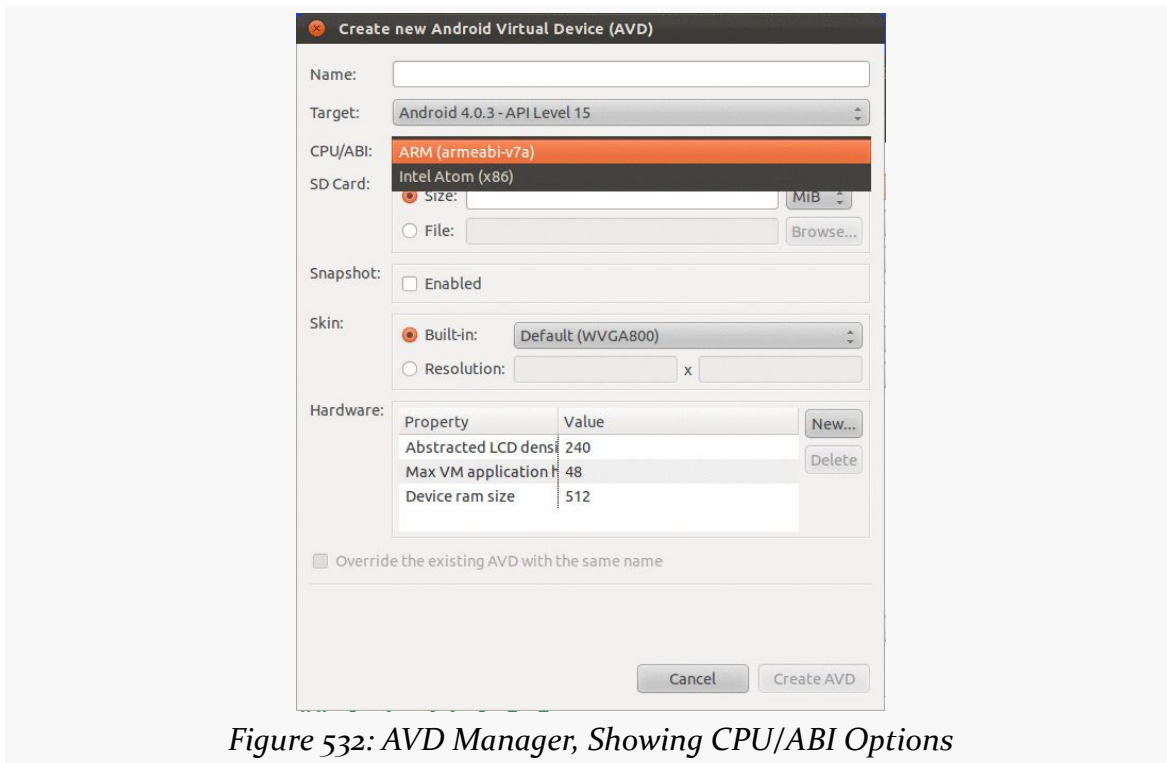 Create new Android Virtual Device (AVD)
Name:
Target: Android 4.0.3 - API Level 15
CPU/ABI: ARM (armeabi-v7a)
Intel Atom (x86)
SD Card:
Size: MiB
File: Browse...
Snapshot:
Enabled
Skin:
Built-in: Default (WVGA800)
Resolution: x
Hardware:
Property Value New...
Abstracted LCD densi 240
Delete
Max VM application h 48
Device ram size 512
Override the existing AVD with the same name
Cancel Create AVD
Figure 532: AVD Manager, Showing CPU/ABI Options